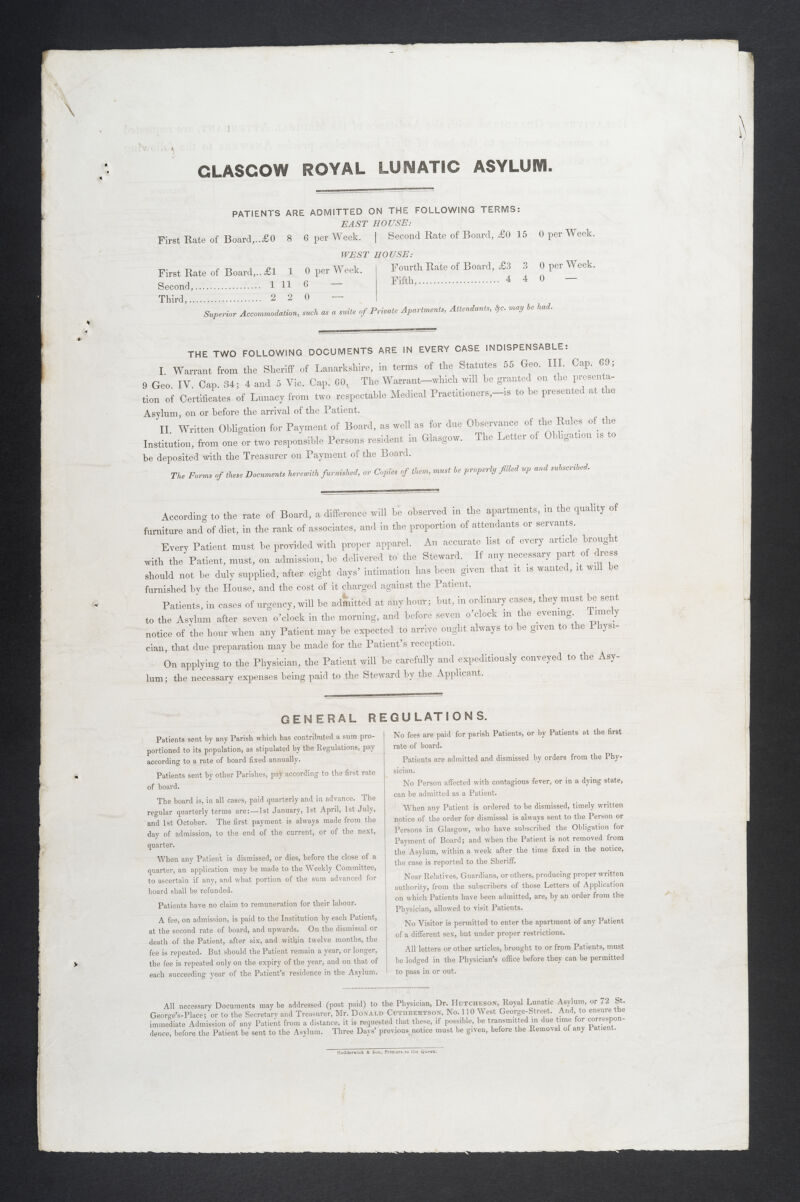 GLASGOW ROYAL LUNATIC ASYLUM.
PATIENTS ARE ADMITTED ON THE FOLLOWING TERMS:
EAST HOUSE:
First Rate of Board,...£0 8 6 per Week. | Second Rate of Board, £0 15 0 per Week.
WEST HOUSE:
First Rate of Board,...£1 1 0 per Week.
Second,................... 1 11 6 —
Third,..................... 2 2 0 —
Fourth Rate of Board, £3 3 0 per Week.
Fifth,....................... 4 4 0 —
Superior Accommodation, such as a suite of Private Apartments, Attendants, &c. may be had.
THE TWO FOLLOWING DOCUMENTS ARE IN EVERY CASE INDISPENSABLE:
I. Warrant from the Sheriff of Lanarkshire, in terms of the Statutes 55 Geo. III. Cap. 69;
9 Geo. IV. Cap. 34; 4 and 5 Vic. Cap. 60. The Warrant—which will be granted on the presenta-
tion of Certificates of Lunacy from two respectable Medical Practitioners,—is to be presented at the
Asylum, on or before the arrival of the Patient.
II. Written Obligation for Payment of Board, as well as for due Observance of the Rules of the
Institution, from one or two responsible Persons resident in Glasgow. The Letter of Obligation is to
be deposited with the Treasurer on Payment of the Board.
The Forms of these Documents herewith furnished, or Copies of them, must be properly filled up and subscribed.
According to the rate of Board, a difference will be observed in the apartments, in the quality of
furniture and of diet, in the rank of associates, and in the proportion of attendants or servants.
Every Patient must be provided with proper apparel. An accurate list of every article brought
with the Patient, must, on admission, be delivered to the Steward. If any necessary part of dress
should not be duly supplied, after eight days' intimation has been given that it is wanted, it will be
furnished by the House, and the cost of it charged against the Patient.
Patients, in cases of urgency, will be admitted at any hour; but, in ordinary cases, they must be sent
to the Asylum after seven o'clock in the morning, and before seven o'clock in the evening. Timely
notice of the hour when any Patient may be expected to arrive ought always to be given to the Physi-
cian, that due preparation may be made for the Patient's reception.
On applying to the Physician, the Patient will be carefully and expeditiously conveyed to the Asy-
lum; the necessary expenses being paid to the Steward by the Applicant.
GENERAL REGULATIONS.
Patients sent by any Parish which has contributed a sum pro-
portioned to its population, as stipulated by the Regulations, pay
according to a rate of board fixed annually.
Patients sent by other Parishes, pay according to the first rate
of board.
The board is, in all cases, paid quarterly and in advance. The
regular quarterly terms are:—1st January, 1st April, 1st July,
and 1st October. The first payment is always made from the
day of admission, to the end of the current, or of the next,
quarter.
When any Patient is dismissed, or dies, before the close of a
quarter, an application may be made to the Weekly Committee,
to ascertain if any, and what portion of the sum advanced for
board shall be refunded.
Patients have no claim to remuneration for their labour.
A fee, on admission, is paid to the Institution by each Patient,
at the second rate of board, and upwards. On the dismissal or
death of the Patient, after six, and within twelve months, the
fee is repeated. But should the Patient remain a year, or longer,
the fee is repeated only on the expiry of the year, and on that of
each succeeding year of the Patient's residence in the Asylum.
No fees are paid for parish Patients, or by Patients at the first
rate of board.
Patients are admitted and dismissed by orders from the Phy-
sician.
No Person affected with contagious fever, or in a dying state,
can be admitted as a Patient.
When any Patient is ordered to be dismissed, timely written
notice of the order for dismissal is always sent to the Person or
Persons in Glasgow, who have subscribed the Obligation for
Payment of Board; and when the Patient is not removed from
the Asylum, within a week after the time fixed in the notice,
the case is reported to the Sheriff.
Near Relatives, Guardians, or others, producing proper written
authority, from the subscribers of those Letters of Application
on which Patients have been admitted, are, by an order from the
Physician, allowed to visit Patients.
No Visitor is permitted to enter the apartment of any Patient
of a different sex, but under proper restrictions.
All letters or other articles, brought to or from Patients, must
be lodged in the Physician's office before they can be permitted
to pass in or out.
All necessary Documents may be addressed (post paid) to the Physician, Dr. HUTCHESON, Royal Lunatic Asylum, or 72 St.
George's-Place; or to the Secretary and Treasurer, Mr. DONALD CUTHBERTSON, No. 110 West George-Street. And, to ensure the
immediate Admission of any Patient from a distance, it is requested that these, if possible, be transmitted in due time for correspon-
dence, before the Patient be sent to the Asylum. Three Days' previous notice must be given, before the Removal of any Patient.
Hedderwick & Son, Printers to the Queen.